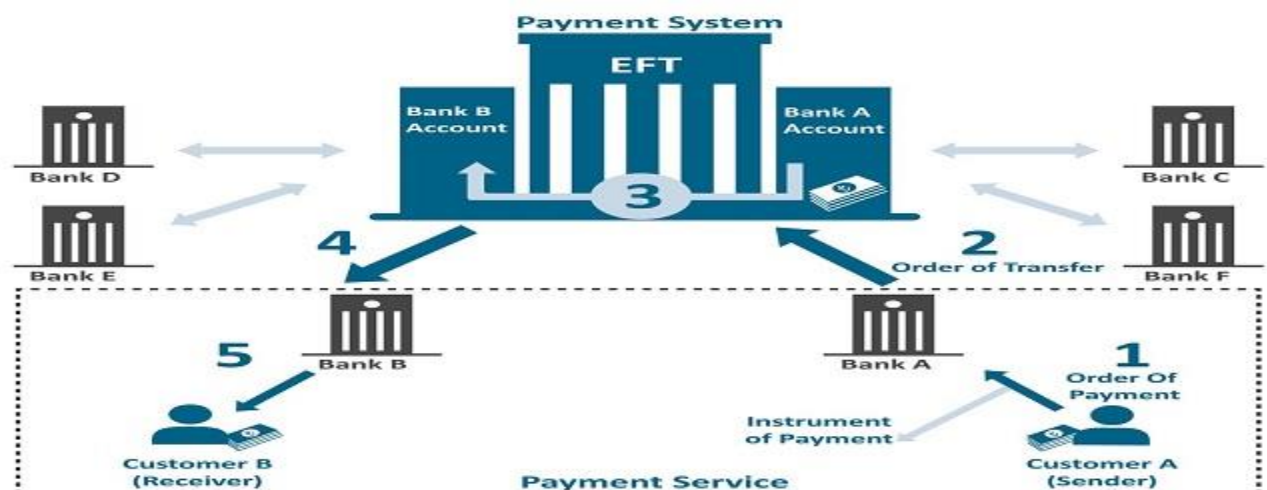 Payment System
EFT
Bank B
Account
Bank A
Account
Bank D
Bank C
3
Bank E
4
2
Order of Transfer
Bank F
Bank B
Bank A
5
1
Order Of
Payment
Instrument
of Payment
Customer B
(Receiver)
Customer A
(Sender)
Payment Service